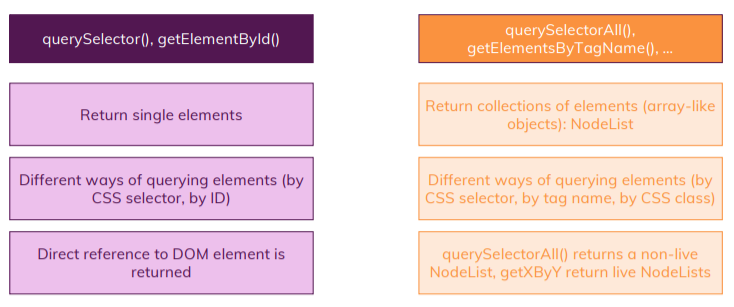 querySelector(), getElementById()
querySelectorAll(),
getElementsByTagName(), ...
Return single elements
Return collections of elements (array-like
objects): NodeList
Different ways of querying elements (by
CSS selector, by ID)
Different ways of querying elements (by
CSS selector, by tag name, by CSS class)
Direct reference to DOM element is
returned
querySelectorAll() returns a non-live
NodeList, getXByY return live NodeLists